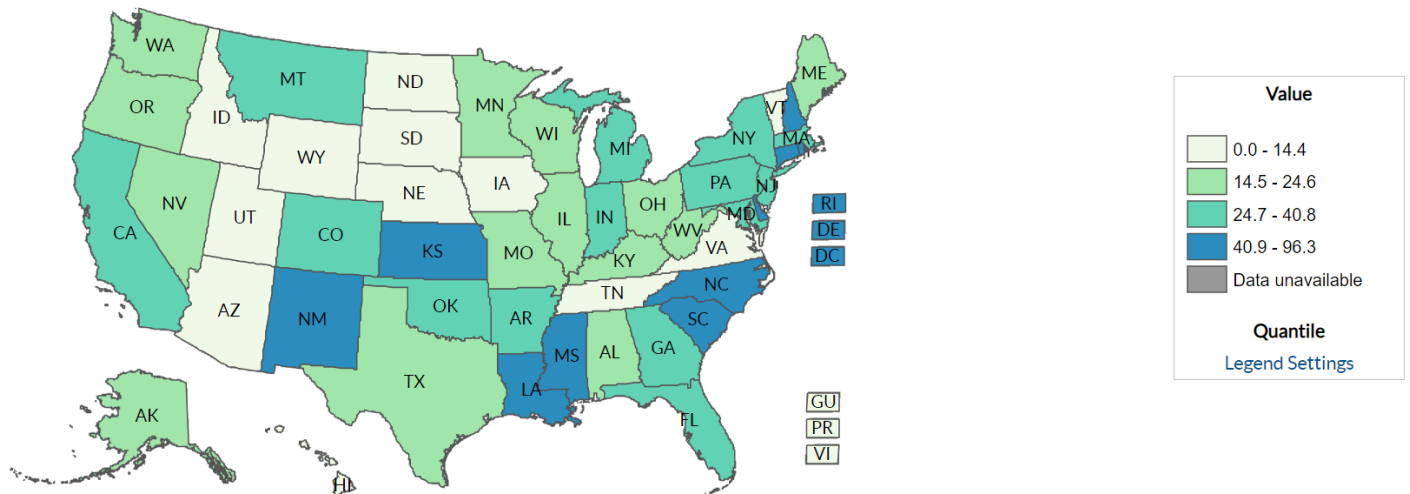 WA
MT
ND
MN
ME
OR
ID
SD
WI
VT
NY
MA
WY
MI
NE
IA
PA
NJ
NV
UT
CO
IL
IN
OH
MD
RI
CA
KS
MO
WV
VA
DE
KY
DC
AZ
NM
OK
AR
TN
NC
SC
TX
LA
MS
AL
GA
FL
AK
HI
GU
PR
VI
Value
0.0 - 14.4
14.5 - 24.6
24.7 - 40.8
40.9 - 96.3
Data unavailable
Quantile
Legend Settings